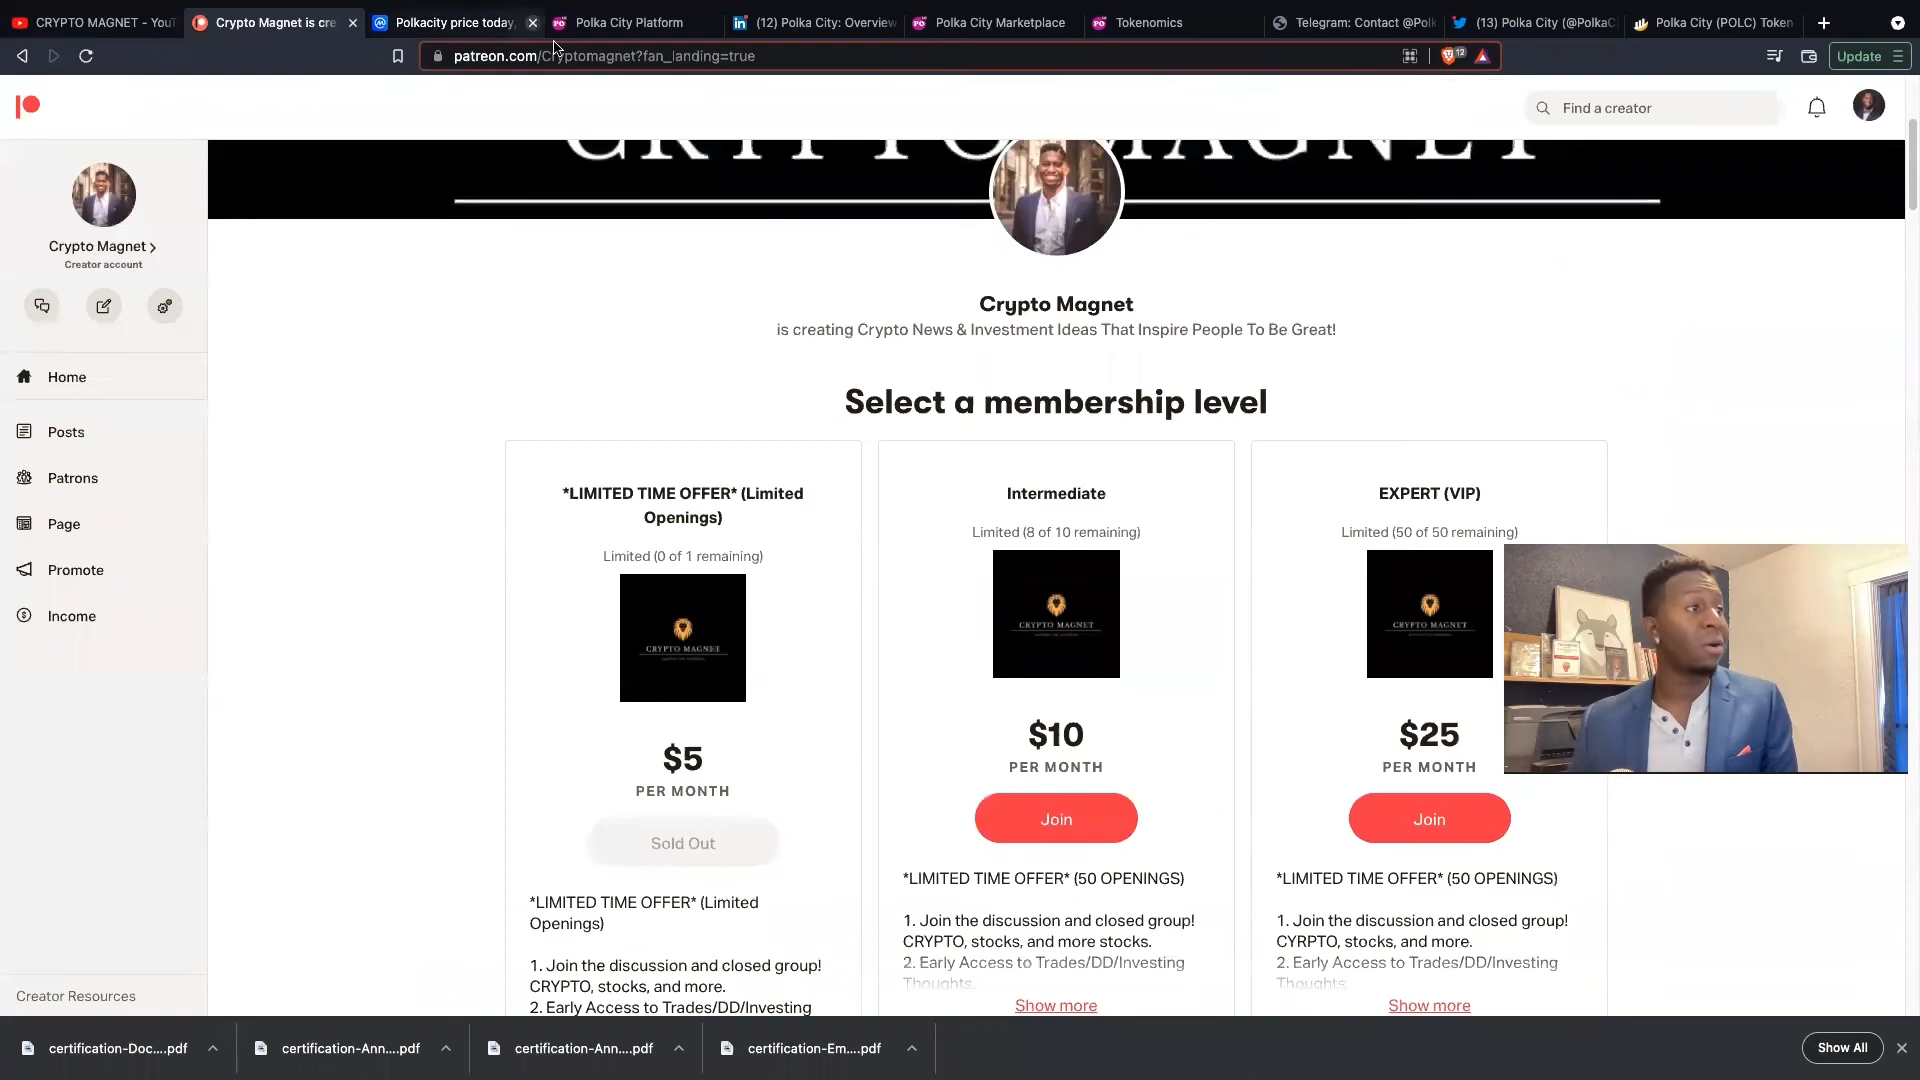 CRYPTO MAGNET - YouT
Crypto Magnet is cre
Polkacity price today,
Polka City Platform
(12) Polka City: Overview
Polka City Marketplace
Tokenomics
Telegram: Contact @Polk
(13) Polka City (@PolkaC
Polka City (POLC) Token
patreon.com/Cryptomagnet?fan_landing=true
12
Update
Find a creator
CRYPTOMAGNET
Crypto Magnet
Creator account
Home
Posts
Patrons
Page
Promote
Income
Creator Resources
Crypto Magnet
is creating Crypto News & Investment Ideas That Inspire People To Be Great!
Select a membership level
*LIMITED TIME OFFER* (Limited
Openings)
Limited (0 of 1 remaining)
CRYPTO MAGNET
$5
PER MONTH
Sold Out
*LIMITED TIME OFFER* (Limited
Openings)
1. Join the discussion and closed group!
CRYPTO, stocks, and more.
2. Early Access to Trades/DD/Investing
Intermediate
Limited (8 of 10 remaining)
CRYPTO MAGNET
$10
PER MONTH
Join
*LIMITED TIME OFFER* (50 OPENINGS)
1. Join the discussion and closed group!
CRYPTO, stocks, and more stocks.
2. Early Access to Trades/DD/Investing
Thoughts.
Show more
EXPERT (VIP)
Limited (50 of 50 remaining)
CRYPTO MAGNET
$25
PER MONTH
Join
*LIMITED TIME OFFER* (50 OPENINGS)
1. Join the discussion and closed group!
CYRPTO, stocks, and more.
2. Early Access to Trades/DD/Investing
Thoughts
Show more
certification-Doc....pdf
certification-Ann....pdf
certification-Ann....pdf
certification-Em....pdf
Show All